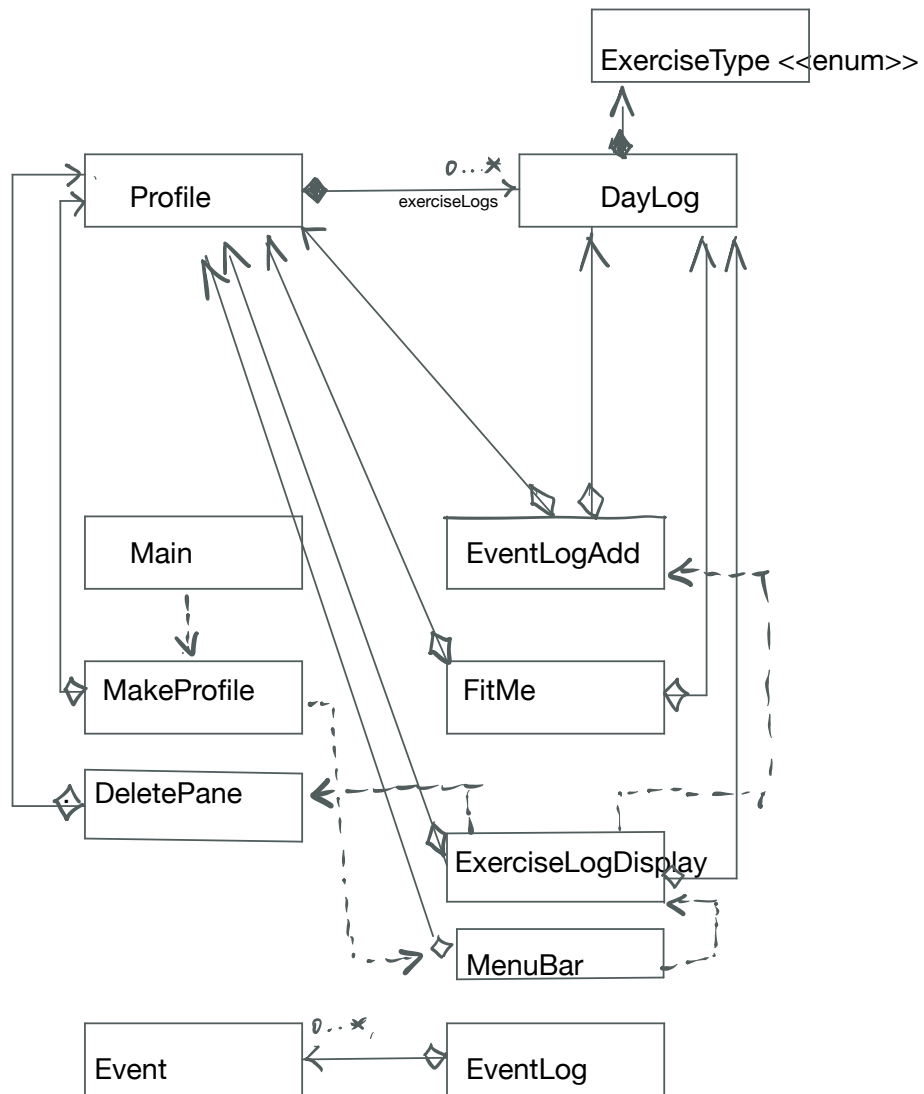 ExerciseType <<enum>>
0...*
Profile
exerciseLogs
DayLog
Main
EventLogAdd
MakeProfile
FitMe
DeletePane
ExerciseLogDisplay
MenuBar
0..*
Event
EventLog